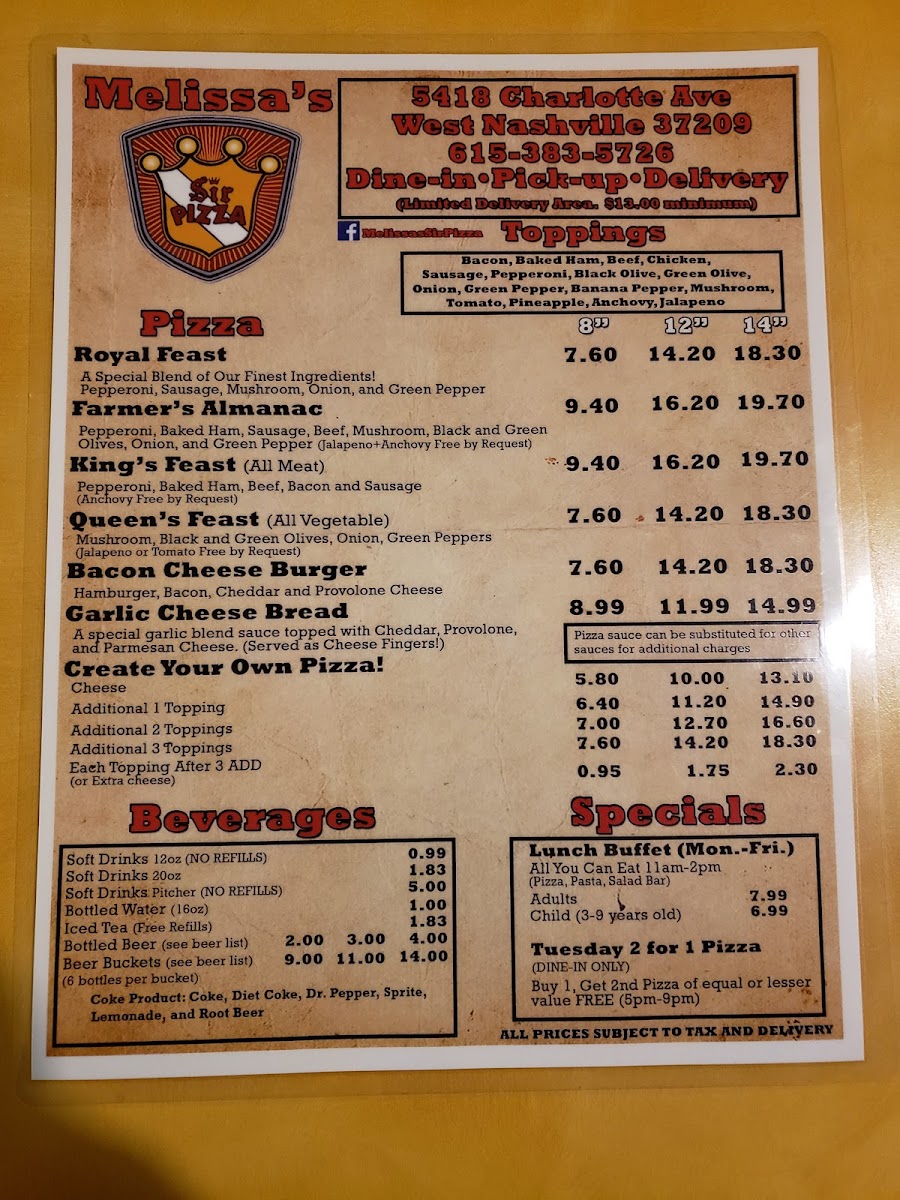 Melissa's
Sir
PIZZA
5418 Charlotte Ave
West Nashville 37209
615-383-5726
Dine-in•Pick-up•Delivery
(Limited Delivery Area. $13.00 minimum)
f MelissasSirPizza
Toppings
Bacon, Baked Ham, Beef, Chicken,
Sausage, Pepperoni, Black Olive, Green Olive,
Onion, Green Pepper, Banana Pepper, Mushroom,
Tomato, Pineapple, Anchovy, Jalapeno
Pizza 8” 12” 14”
Royal Feast 7.60 14.20 18.30
A Special Blend of Our Finest Ingredients!
Pepperoni, Sausage, Mushroom, Onion, and Green Pepper
Farmer's Almanac 9.40 16.20 19.70
Pepperoni, Baked Ham, Sausage, Beef, Mushroom, Black and Green
Olives, Onion, and Green Pepper (Jalapeno+Anchovy Free by Request)
King's Feast (All Meat) 9.40 16.20 19.70
Pepperoni, Baked Ham, Beef, Bacon and Sausage
(Anchovy Free by Request)
Queen's Feast (All Vegetable) 7.60 14.20 18.30
Mushroom, Black and Green Olives, Onion, Green Peppers
(Jalapeno or Tomato Free by Request)
Bacon Cheese Burger 7.60 14.20 18.30
Hamburger, Bacon, Cheddar and Provolone Cheese
Garlic Cheese Bread 8.99 11.99 14.99
A special garlic blend sauce topped with Cheddar, Provolone,
and Parmesan Cheese. (Served as Cheese Fingers!)
Pizza sauce can be substituted for other
sauces for additional charges
Create Your Own Pizza!
Cheese 5.80 10.00 13.10
Additional 1 Topping 6.40 11.20 14.90
Additional 2 Toppings 7.00 12.70 16.60
Additional 3 Toppings 7.60 14.20 18.30
Each Topping After 3 ADD 0.95 1.75 2.30
(or Extra cheese)
Beverages
Soft Drinks 12oz (NO REFILLS) 0.99
Soft Drinks 20oz 1.83
Soft Drinks Pitcher (NO REFILLS) 5.00
Bottled Water (16oz) 1.00
Iced Tea (Free Refills) 1.83
Bottled Beer (see beer list) 2.00 3.00 4.00
Beer Buckets (see beer list) 9.00 11.00 14.00
(6 bottles per bucket)
Coke Product: Coke, Diet Coke, Dr. Pepper, Sprite,
Lemonade, and Root Beer
Specials
Lunch Buffet (Mon.-Fri.)
All You Can Eat 11am-2pm
(Pizza, Pasta, Salad Bar)
Adults 7.99
Child (3-9 years old) 6.99
Tuesday 2 for 1 Pizza
(DINE-IN ONLY)
Buy 1, Get 2nd Pizza of equal or lesser
value FREE (5pm-9pm)
ALL PRICES SUBJECT TO TAX AND DELIVERY